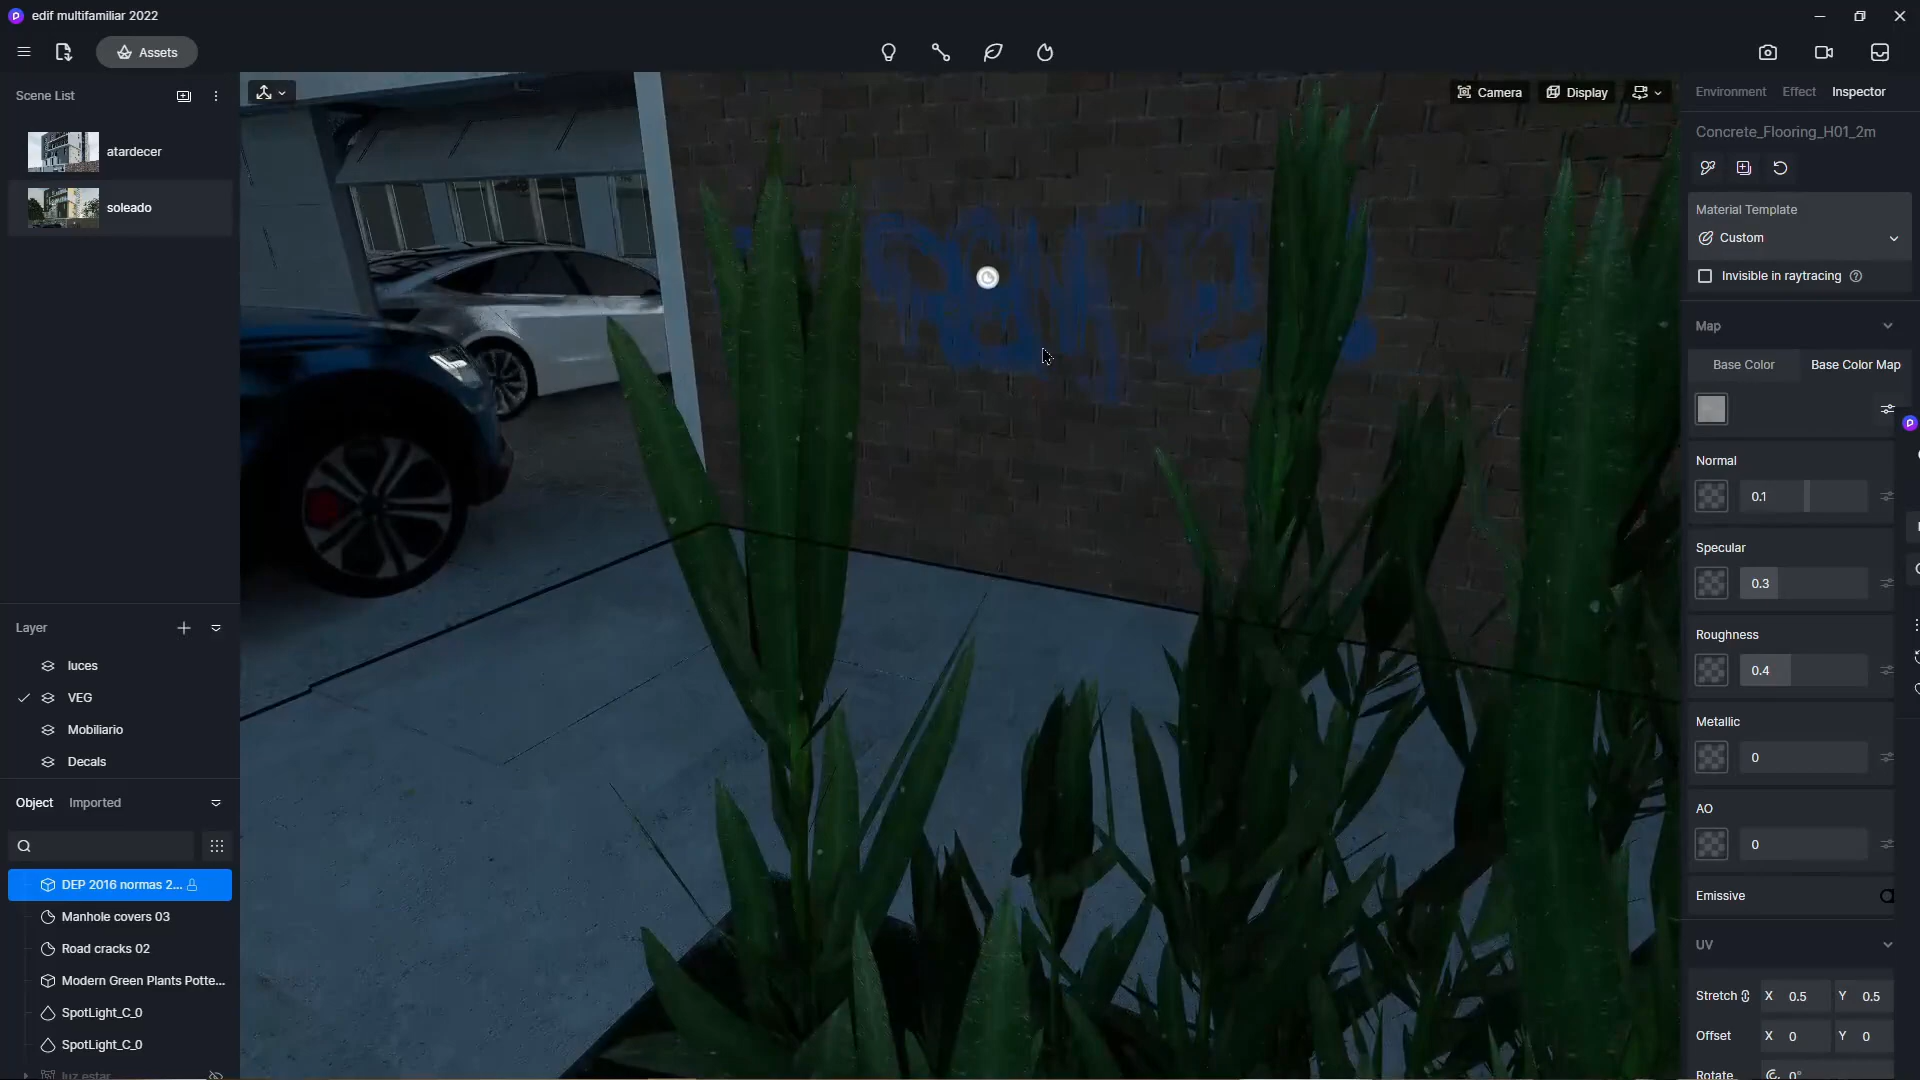 edif multifamiliar 2022
Assets
Scene List
atardecer
soleado
Layer
luces
VEG
Mobiliario
Decals
Object Imported
DEP 2016 normas 2...
Manhole covers 03
Road cracks 02
Modern Green Plants Potte...
SpotLight_C_0
SpotLight_C_0
luz estar
Camera Display
Environment Effect Inspector
Concrete_Flooring_H01_2m
Material Template
Custom
Invisible in raytracing
Map
Base Color Base Color Map
Normal
0.1
Specular
0.3
Roughness
0.4
Metallic
0
AO
0
Emissive
UV
Stretch X 0.5 Y 0.5
Offset X 0 Y 0
Rotate 0°